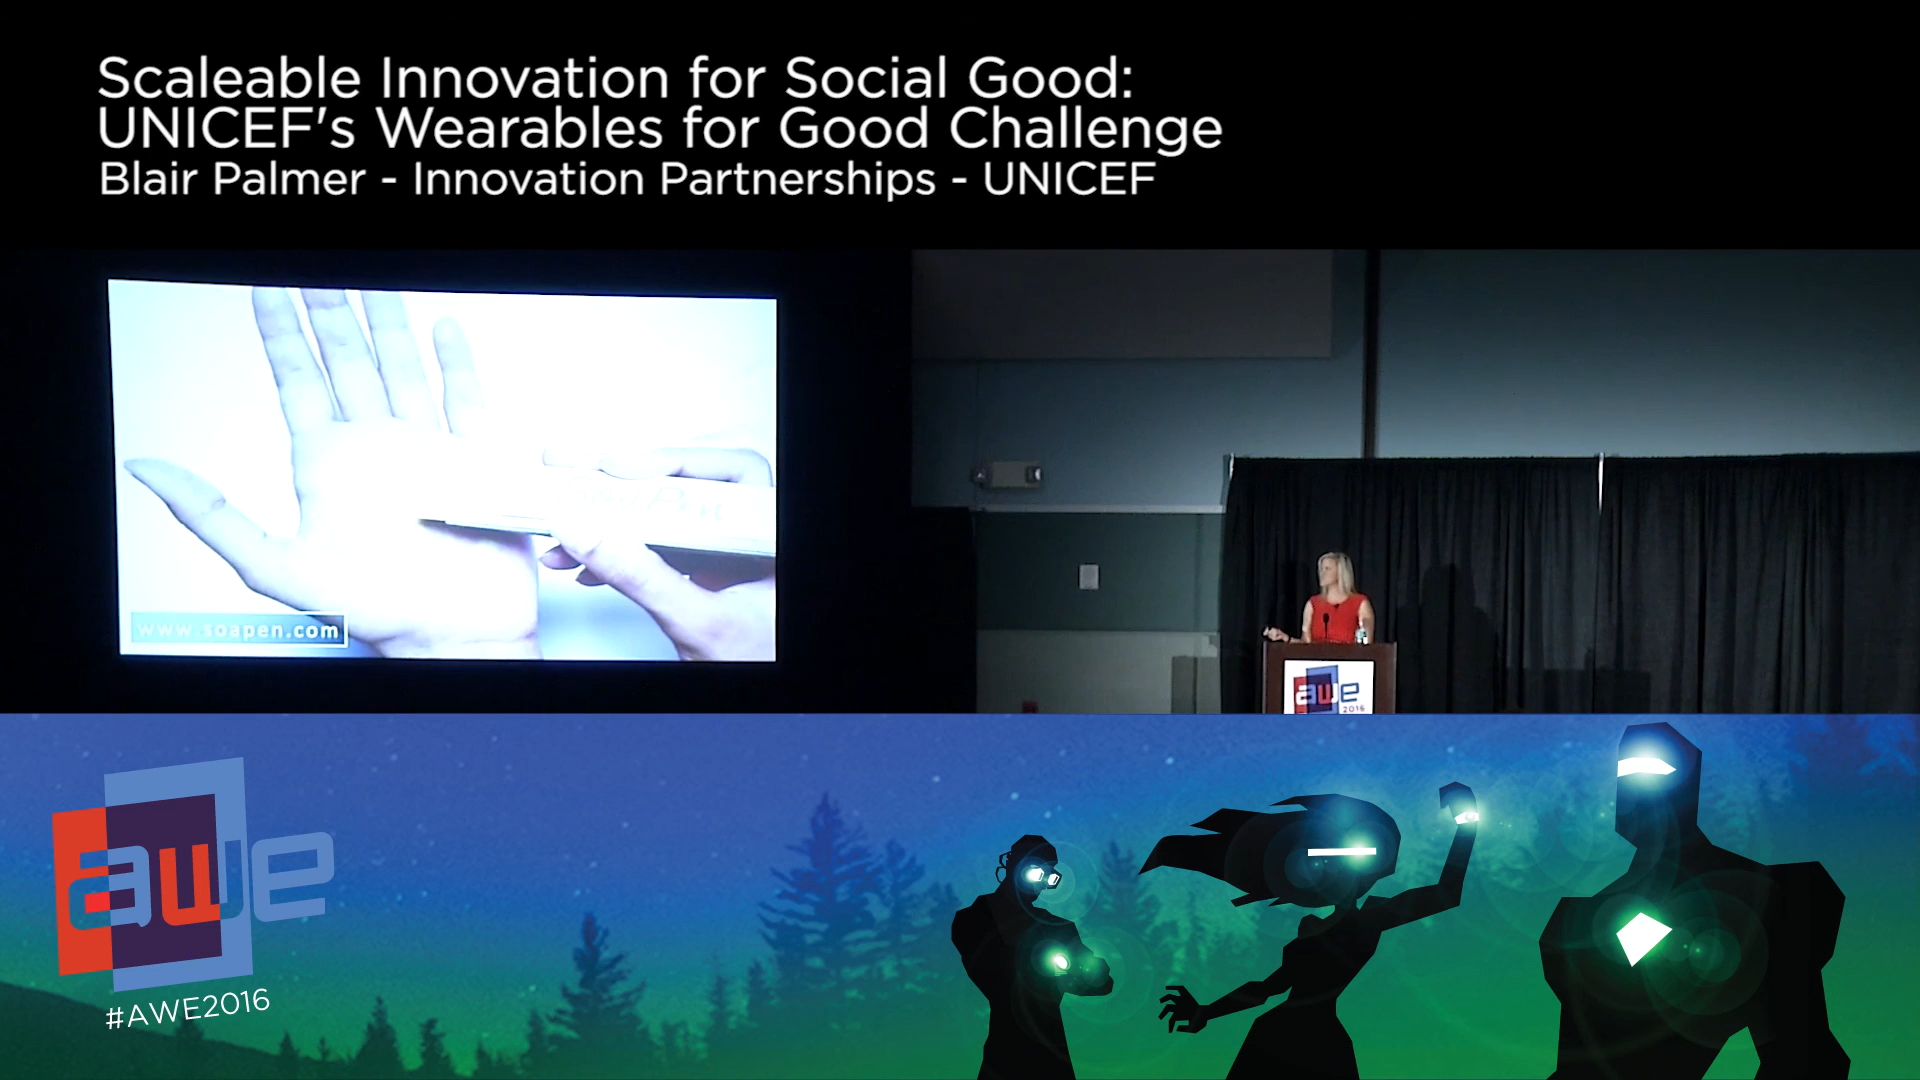 Scaleable Innovation for Social Good:
UNICEF's Wearables for Good Challenge
Blair Palmer - Innovation Partnerships - UNICEF
www.soapen.com
awe
2016
awe
#AWE2016